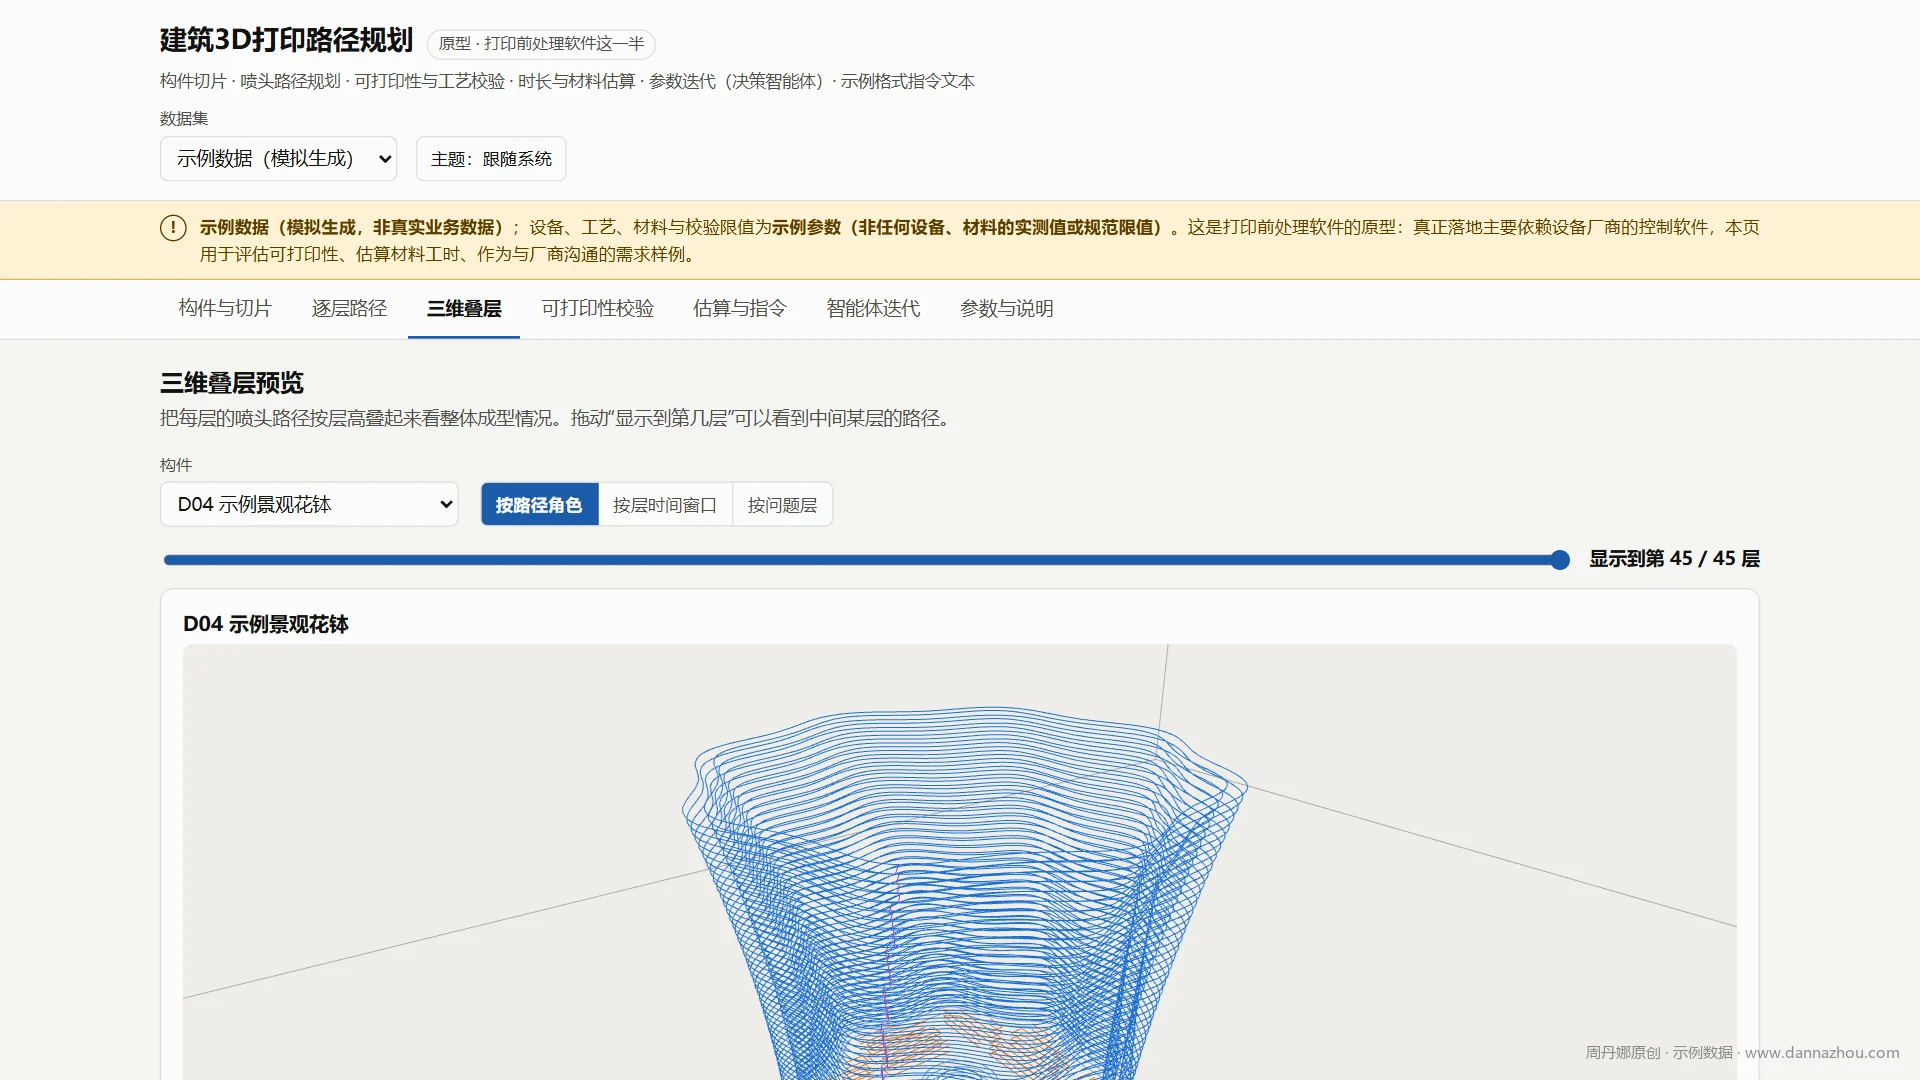 建筑3D打印路径规划
原型 · 打印前处理软件这一半
构件切片 · 喷头路径规划 · 可打印性与工艺校验 · 时长与材料估算 · 参数迭代（决策智能体） · 示例格式指令文本
数据集
示例数据（模拟生成）
主题：跟随系统
示例数据（模拟生成，非真实业务数据）；设备、工艺、材料与校验限值为示例参数（非任何设备、材料的实测值或规范限值）。这是打印前处理软件的原型：真正落地主要依赖设备厂商的控制软件，本页
用于评估可打印性、估算材料工时、作为与厂商沟通的需求样例。
构件与切片 逐层路径 三维叠层 可打印性校验 估算与指令 智能体迭代 参数与说明
三维叠层预览
把每层的喷头路径按层高叠起来看整体成型情况。拖动“显示到第几层”可以看到中间某层的路径。
构件
D04 示例景观花钵
按路径角色 按层时间窗口 按问题层
显示到第 45 / 45 层
D04 示例景观花钵
周丹娜原创 · 示例数据 · www.dannazhou.com